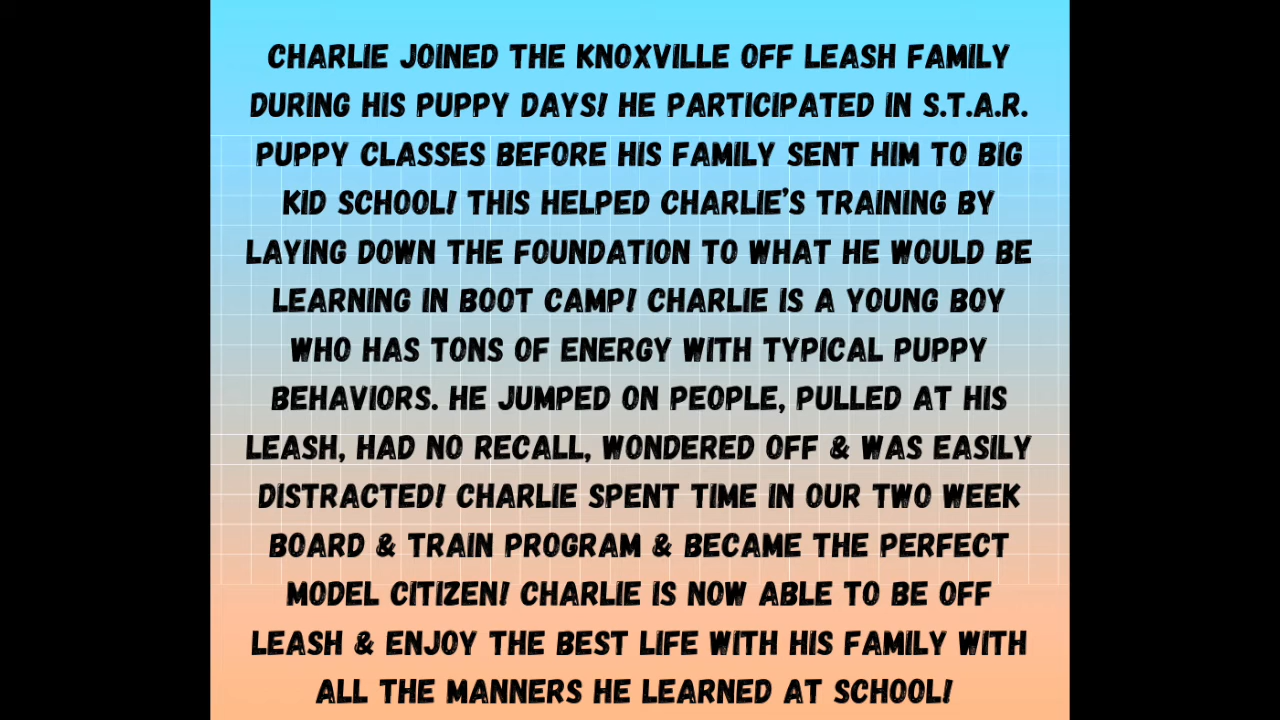 CHARLIE JOINED THE KNOXVILLE OFF LEASH FAMILY
DURING HIS PUPPY DAYS! HE PARTICIPATED IN S.T.A.R.
PUPPY CLASSES BEFORE HIS FAMILY SENT HIM TO BIG
KID SCHOOL! THIS HELPED CHARLIE'S TRAINING BY
LAYING DOWN THE FOUNDATION TO WHAT HE WOULD BE
LEARNING IN BOOT CAMP! CHARLIE IS A YOUNG BOY
WHO HAS TONS OF ENERGY WITH TYPICAL PUPPY
BEHAVIORS. HE JUMPED ON PEOPLE, PULLED AT HIS
LEASH, HAD NO RECALL, WONDERED OFF & WAS EASILY
DISTRACTED! CHARLIE SPENT TIME IN OUR TWO WEEK
BOARD & TRAIN PROGRAM & BECAME THE PERFECT
MODEL CITIZEN! CHARLIE IS NOW ABLE TO BE OFF
LEASH & ENJOY THE BEST LIFE WITH HIS FAMILY WITH
ALL THE MANNERS HE LEARNED AT SCHOOL!